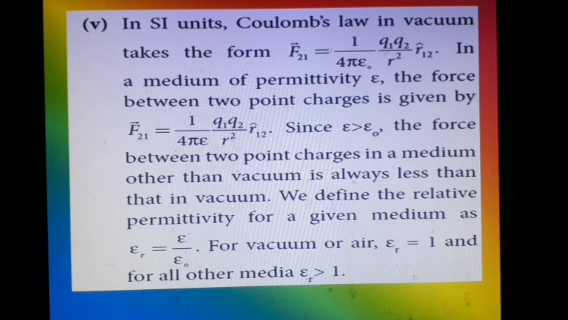 (v) In SI units, Coulomb's law in vacuum
takes the form F⃗₂₁ = 1/4πε₀ q₁q₂/r² r̂₁₂. In
a medium of permittivity ε, the force
between two point charges is given by
F⃗₂₁ = 1/4πε q₁q₂/r² r̂₁₂. Since ε>ε₀, the force
between two point charges in a medium
other than vacuum is always less than
that in vacuum. We define the relative
permittivity for a given medium as
εᵣ = ε/ε₀. For vacuum or air, εᵣ = 1 and
for all other media εᵣ > 1.